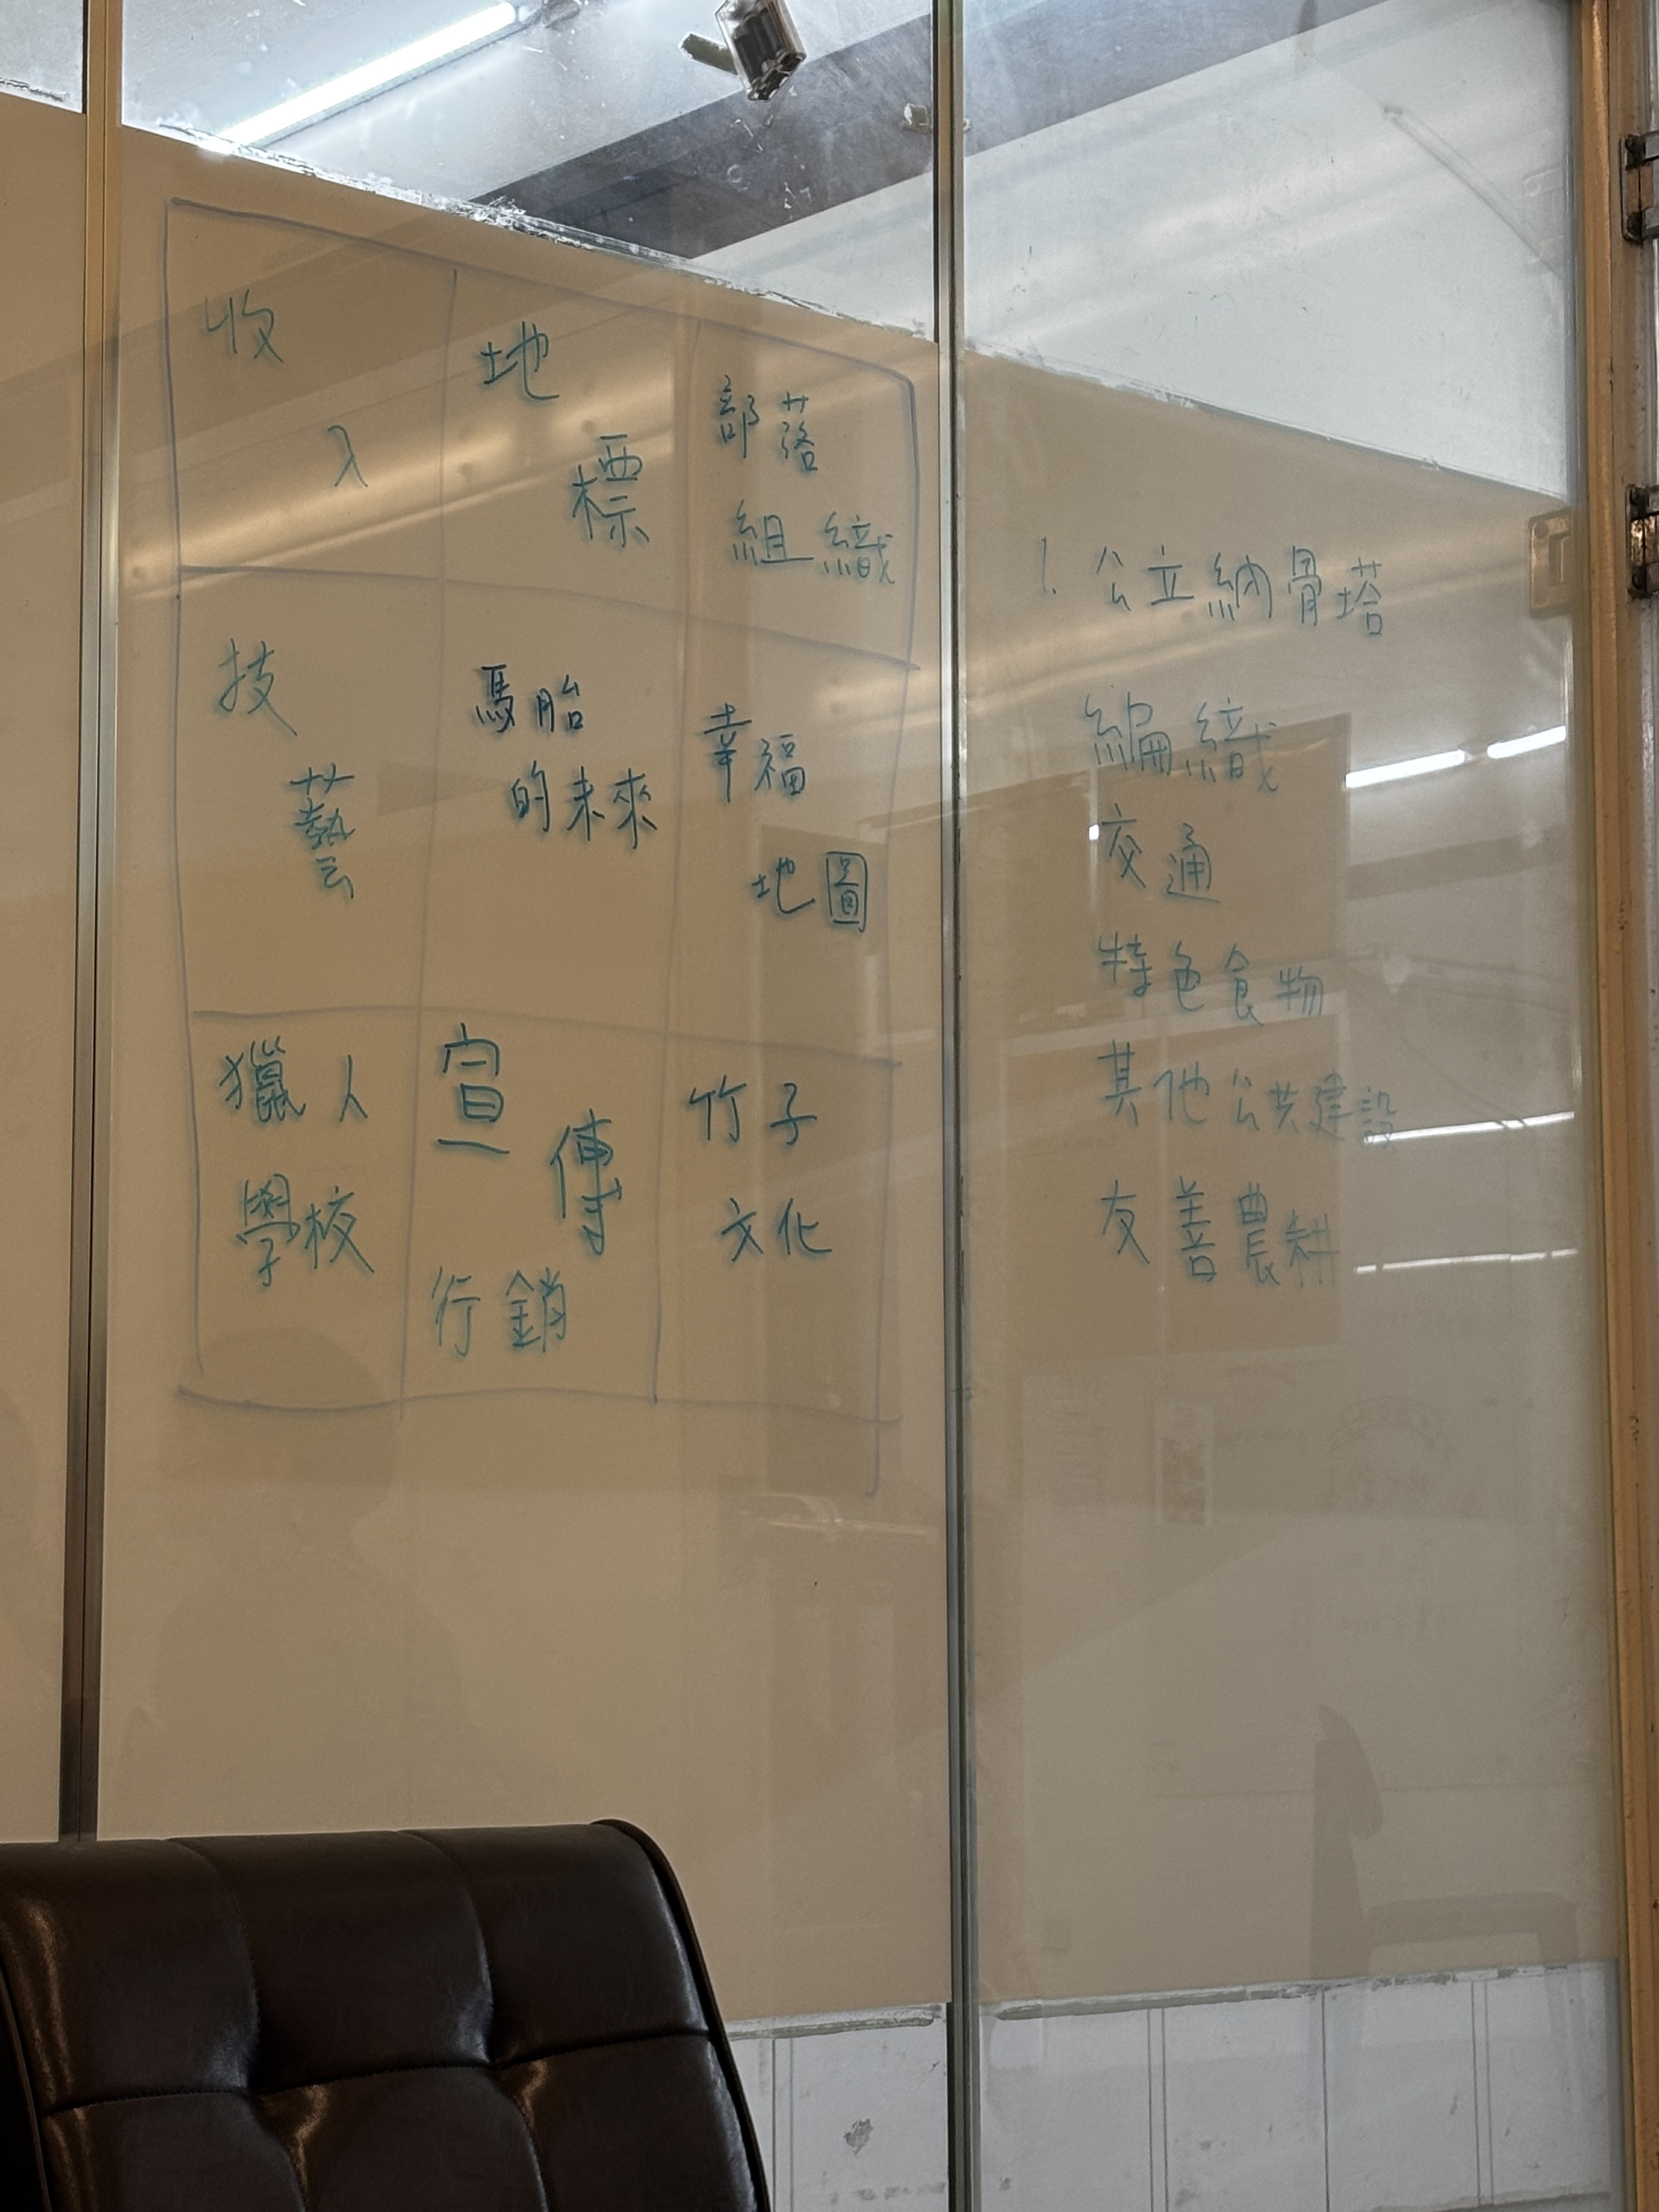 收入
地標
部落
組織
技藝
馬胎
的未來
幸福
地圖
獵人
學校
宣傳
行銷
竹子
文化
1. 公立納骨塔
編織
交通
特色食物
其他公共建設
友善農耕